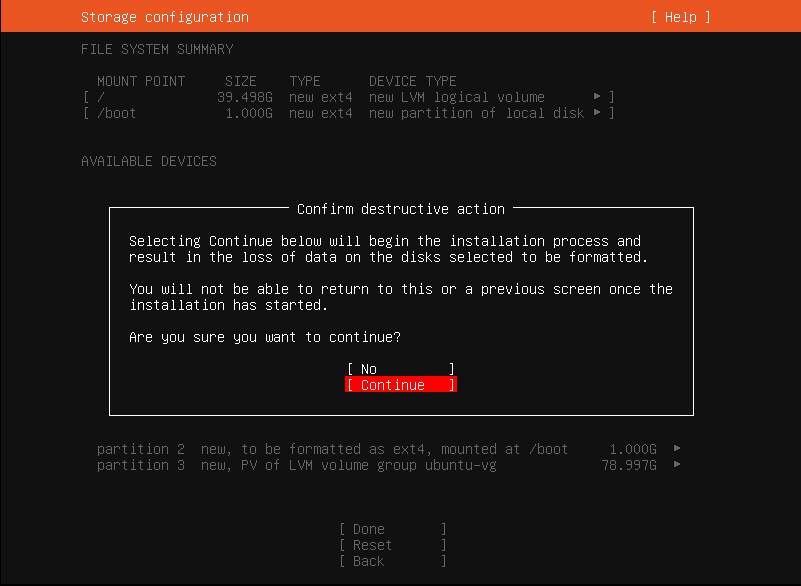 Storage configuration [ Help ]
FILE SYSTEM SUMMARY
MOUNT POINT SIZE TYPE DEVICE TYPE
[ / 39.498G new ext4 new LVM logical volume ▸ ]
[ /boot 1.000G new ext4 new partition of local disk ▸ ]
AVAILABLE DEVICES
Confirm destructive action
Selecting Continue below will begin the installation process and
result in the loss of data on the disks selected to be formatted.
You will not be able to return to this or a previous screen once the
installation has started.
Are you sure you want to continue?
[ No ]
[ Continue ]
partition 2 new, to be formatted as ext4, mounted at /boot 1.000G ▸
partition 3 new, PV of LVM volume group ubuntu-vg 78.997G ▸
[ Done ]
[ Reset ]
[ Back ]